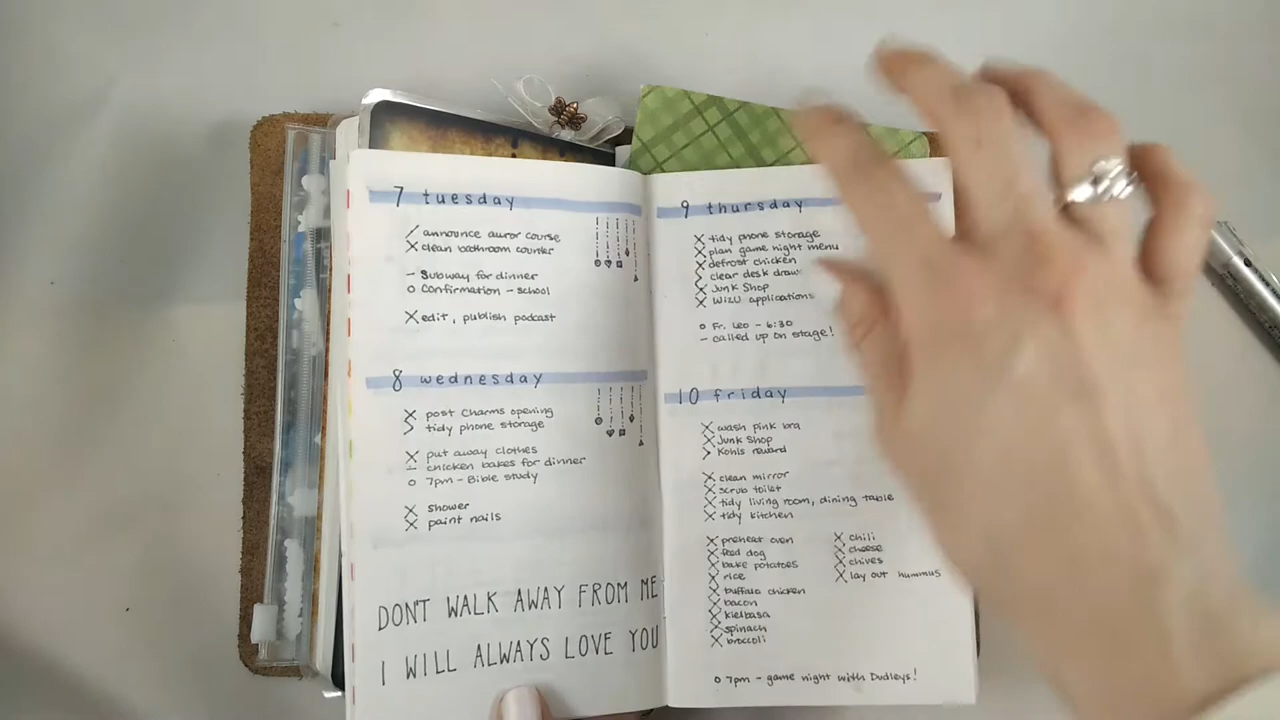 7 tuesday
/ announce auror course
X clean bathroom counter
- Subway for dinner
o Confirmation - school
X edit, publish podcast
8 wednesday
X post Charms opening
> tidy phone storage
X put away clothes
- chicken bakes for dinner
o 7pm - Bible study
X shower
X paint nails
DON'T WALK AWAY FROM ME
I WILL ALWAYS LOVE YOU
9 thursday
X tidy phone storage
X plan game night menu
X defrost chicken
clear desk
X Junk Shop
X WIZU applications
o Fr. Leo - 6:30
- called up on stage!
10 friday
X wash pink bra
X Junk Shop
> Kohls reward
X clean mirror
X scrub toilet
X tidy living room, dining table
X tidy kitchen
X preheat oven
X feed dog
X bake potatoes
X rice
X buffalo chicken
X bacon
X kielbasa
X spinach
X broccoli
X chili
X cheese
X chives
X lay out hummus
o 7pm - game night with Dudleys!